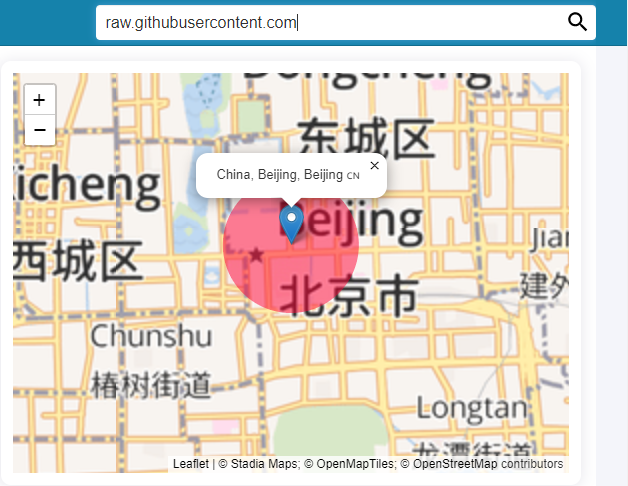 raw.githubusercontent.com
+
−
Dongcheng
东城区
China, Beijing, Beijing CN
×
icheng
西城区
Beijing
北京市
Jian
建外
Chunshu
椿树街道
Longtan
龙潭街道
Leaflet | © Stadia Maps; © OpenMapTiles; © OpenStreetMap contributors